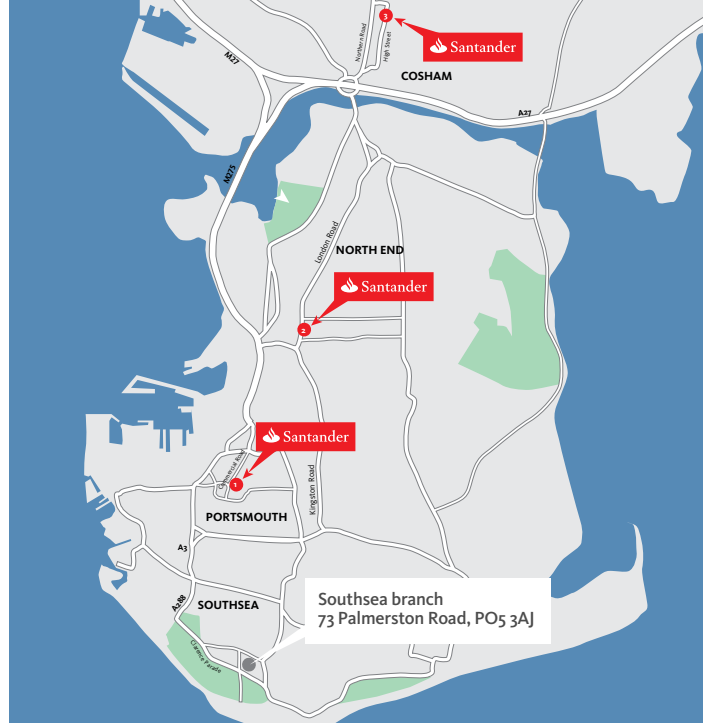 Northern Road
High Street
3
Santander
COSHAM
M27
A27
M275
London Road
NORTH END
Santander
2
Santander
Commercial Road
1
Kingston Road
PORTSMOUTH
A3
A288
SOUTHSEA
Southsea branch
73 Palmerston Road, PO5 3AJ
Clarence Parade